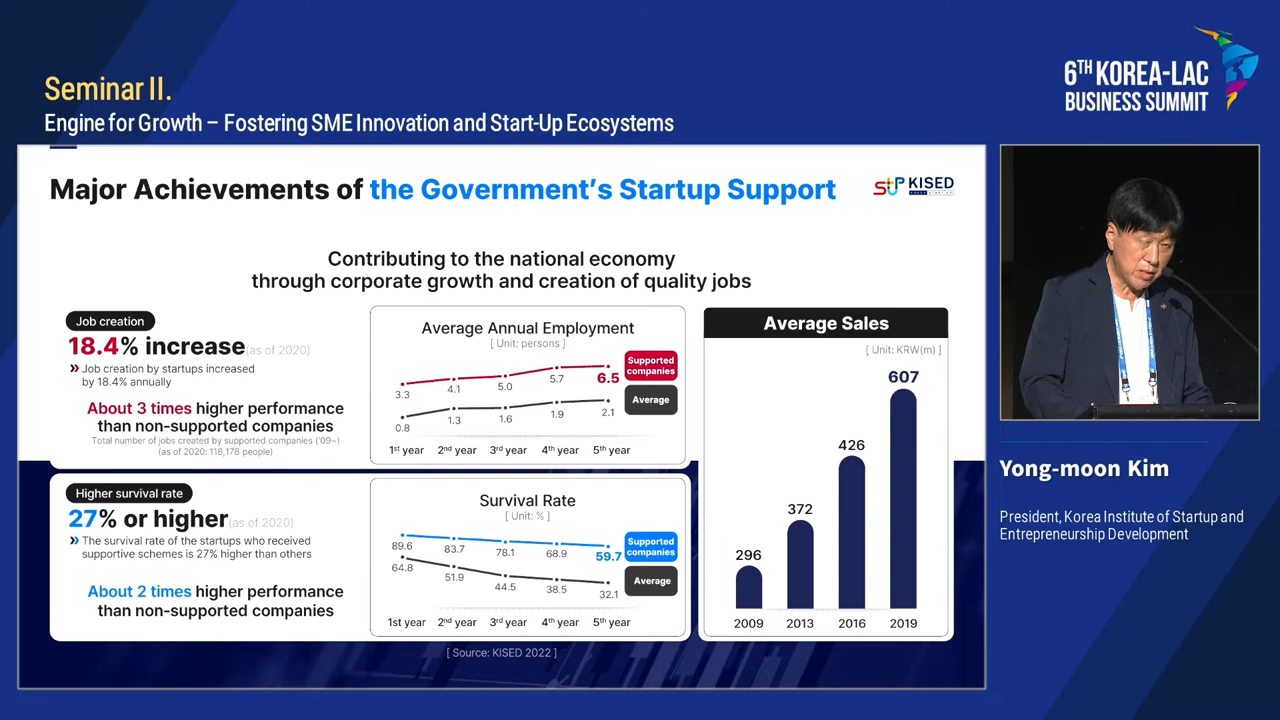 Seminar II.
Engine for Growth – Fostering SME Innovation and Start-Up Ecosystems
6TH KOREA-LAC
BUSINESS SUMMIT
Major Achievements of the Government's Startup Support
KISED
Contributing to the national economy
through corporate growth and creation of quality jobs
Job creation
18.4% increase(as of 2020)
Job creation by startups increased
by 18.4% annually
About 3 times higher performance
than non-supported companies
Total number of jobs created by supported companies ('09~)
(as of 2020: 118,178 people)
Average Annual Employment
[ Unit: persons ]
3.3 4.1 5.0 5.7 6.5
Supported
companies
0.8 1.3 1.6 1.9 2.1
Average
1st year 2nd year 3rd year 4th year 5th year
Higher survival rate
27% or higher(as of 2020)
The survival rate of the startups who received
supportive schemes is 27% higher than others
About 2 times higher performance
than non-supported companies
Survival Rate
[ Unit: % ]
89.6 83.7 78.1 68.9 59.7
Supported
companies
64.8 51.9 44.5 38.5 32.1
Average
1st year 2nd year 3rd year 4th year 5th year
Average Sales
[ Unit: KRW(m) ]
296 372 426 607
2009 2013 2016 2019
[ Source: KISED 2022 ]
Yong-moon Kim
President, Korea Institute of Startup and
Entrepreneurship Development